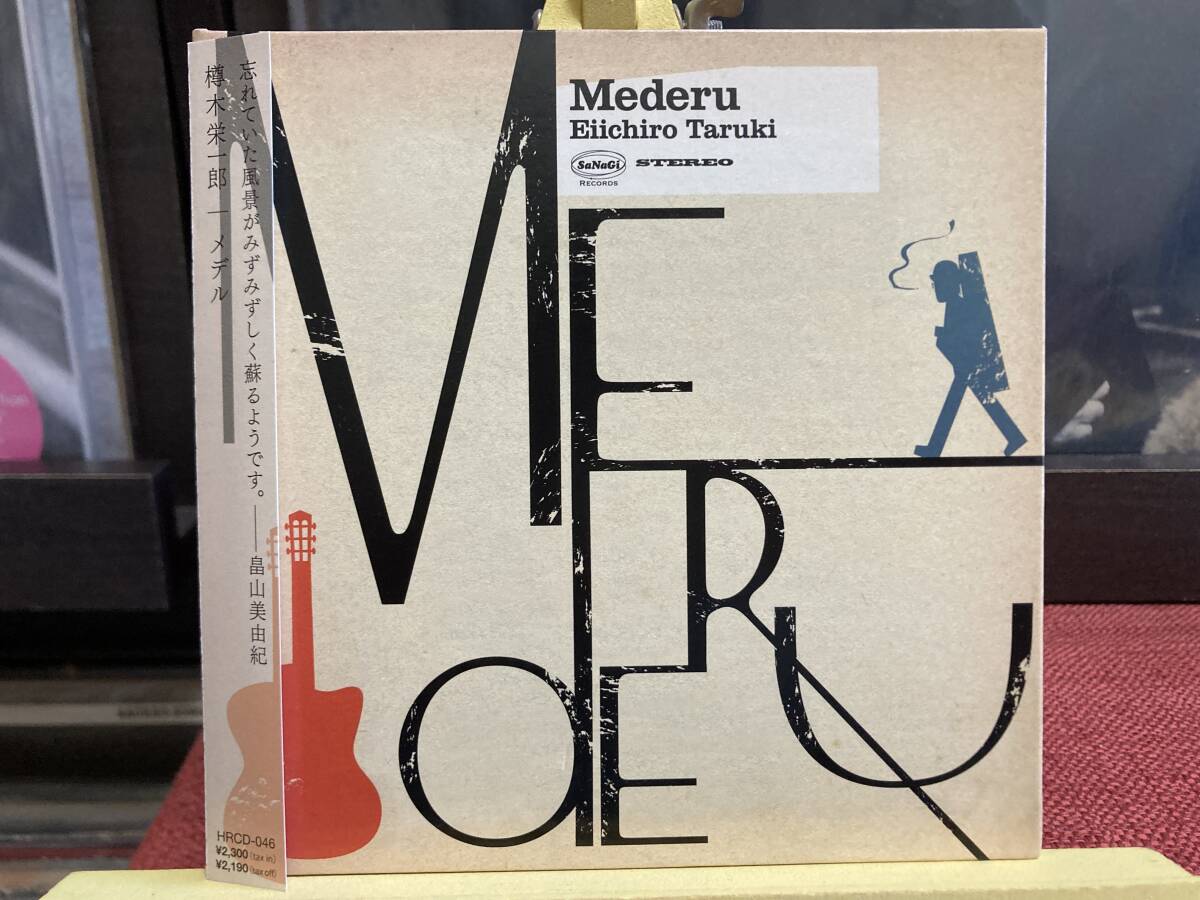 忘れていた風景がみずみずしく蘇るようです。——畠山美由紀
樽木栄一郎｜メデル
HRCD-046
¥2,300(tax in)
¥2,190(tax off)
Mederu
Eiichiro Taruki
SaNaGi
RECORDS
STEREO
ME
DERU